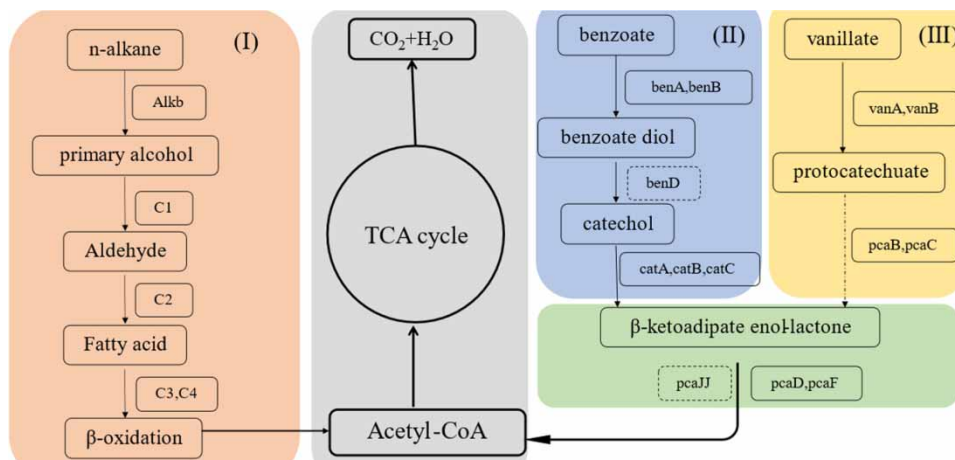 (I)
n-alkane
Alkb
primary alcohol
C1
Aldehyde
C2
Fatty acid
C3,C4
β-oxidation
CO2+H2O
TCA cycle
Acetyl-CoA
(II)
benzoate
benA,benB
benzoate diol
benD
catechol
catA,catB,catC
(III)
vanillate
vanA,vanB
protocatechuate
pcaB,pcaC
β-ketoadipate enol-lactone
pcaJJ
pcaD,pcaF